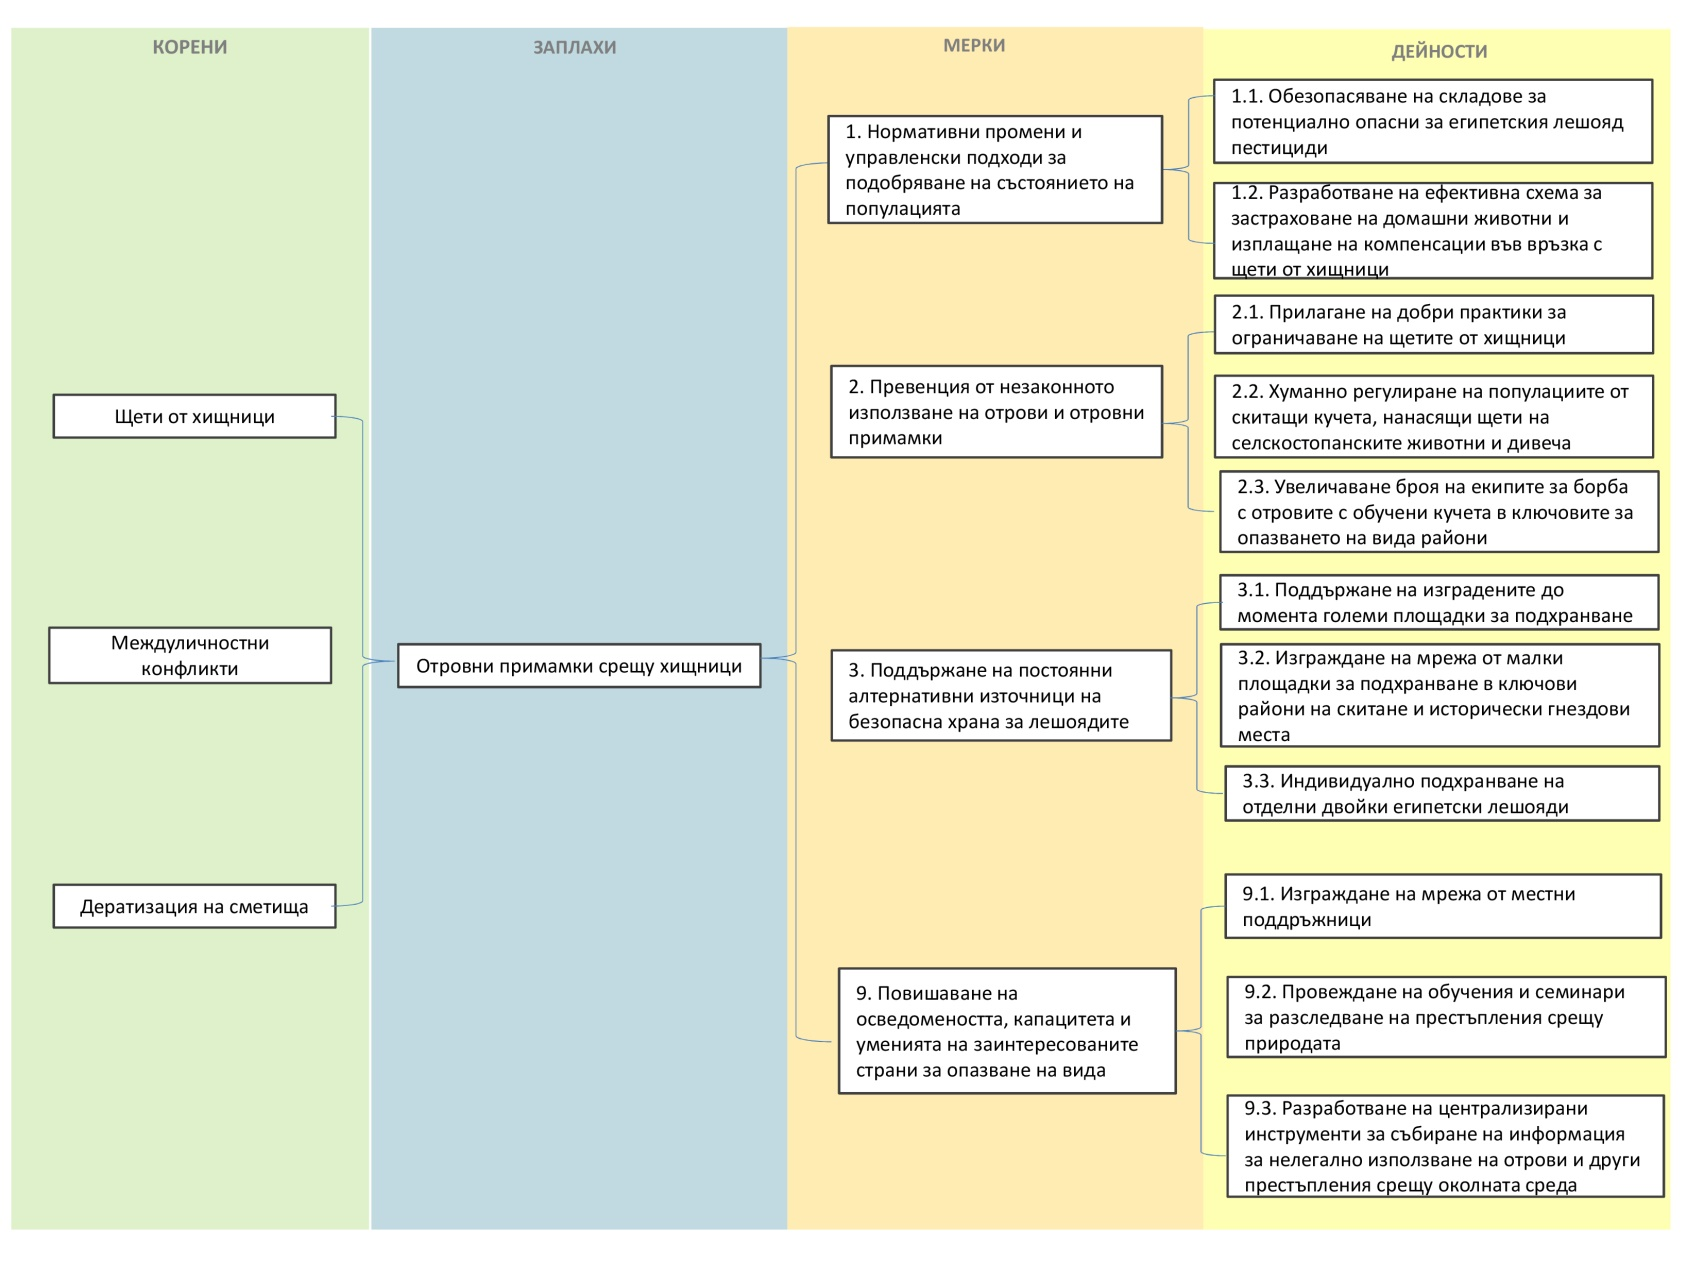 КОРЕНИ
ЗАПЛАХИ
МЕРКИ
ДЕЙНОСТИ
Щети от хищници
Междуличностни
конфликти
Дератизация на сметища
Отровни примамки срещу хищници
1. Нормативни промени и
управленски подходи за
подобряване на състоянието на
популацията
2. Превенция от незаконното
използване на отрови и отровни
примамки
3. Поддържане на постоянни
алтернативни източници на
безопасна храна за лешоядите
9. Повишаване на
осведомеността, капацитета и
уменията на заинтересованите
страни за опазване на вида
1.1. Обезопасяване на складове за
потенциално опасни за египетския лешояд
пестициди
1.2. Разработване на ефективна схема за
застраховане на домашни животни и
изплащане на компенсации във връзка с
щети от хищници
2.1. Прилагане на добри практики за
ограничаване на щетите от хищници
2.2. Хуманно регулиране на популациите от
скитащи кучета, нанасящи щети на
селскостопанските животни и дивеча
2.3. Увеличаване броя на екипите за борба
с отровите с обучени кучета в ключовите за
опазването на вида райони
3.1. Поддържане на изградените до
момента големи площадки за подхранване
3.2. Изграждане на мрежа от малки
площадки за подхранване в ключови
райони на скитане и исторически гнездови
места
3.3. Индивидуално подхранване на
отделни двойки египетски лешояди
9.1. Изграждане на мрежа от местни
поддръжници
9.2. Провеждане на обучения и семинари
за разследване на престъпления срещу
природата
9.3. Разработване на централизирани
инструменти за събиране на информация
за нелегално използване на отрови и други
престъпления срещу околната среда